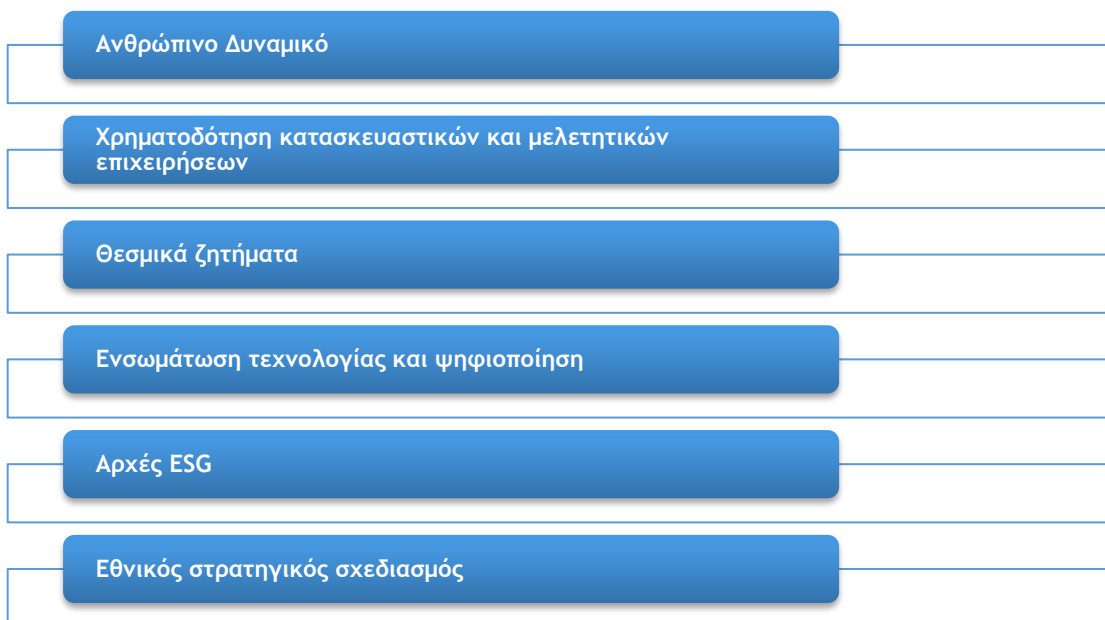 Ανθρώπινο Δυναμικό
Χρηματοδότηση κατασκευαστικών και μελετητικών
επιχειρήσεων
Θεσμικά ζητήματα
Ενσωμάτωση τεχνολογίας και ψηφιοποίηση
Αρχές ESG
Εθνικός στρατηγικός σχεδιασμός